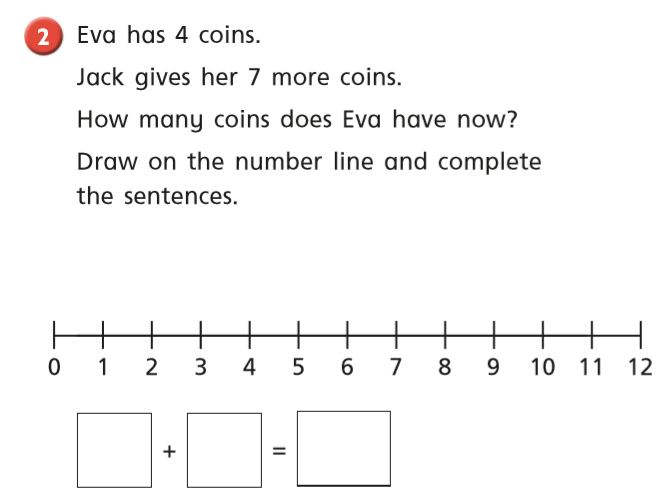 2 Eva has 4 coins.
Jack gives her 7 more coins.
How many coins does Eva have now?
Draw on the number line and complete
the sentences.
0 1 2 3 4 5 6 7 8 9 10 11 12
+ =